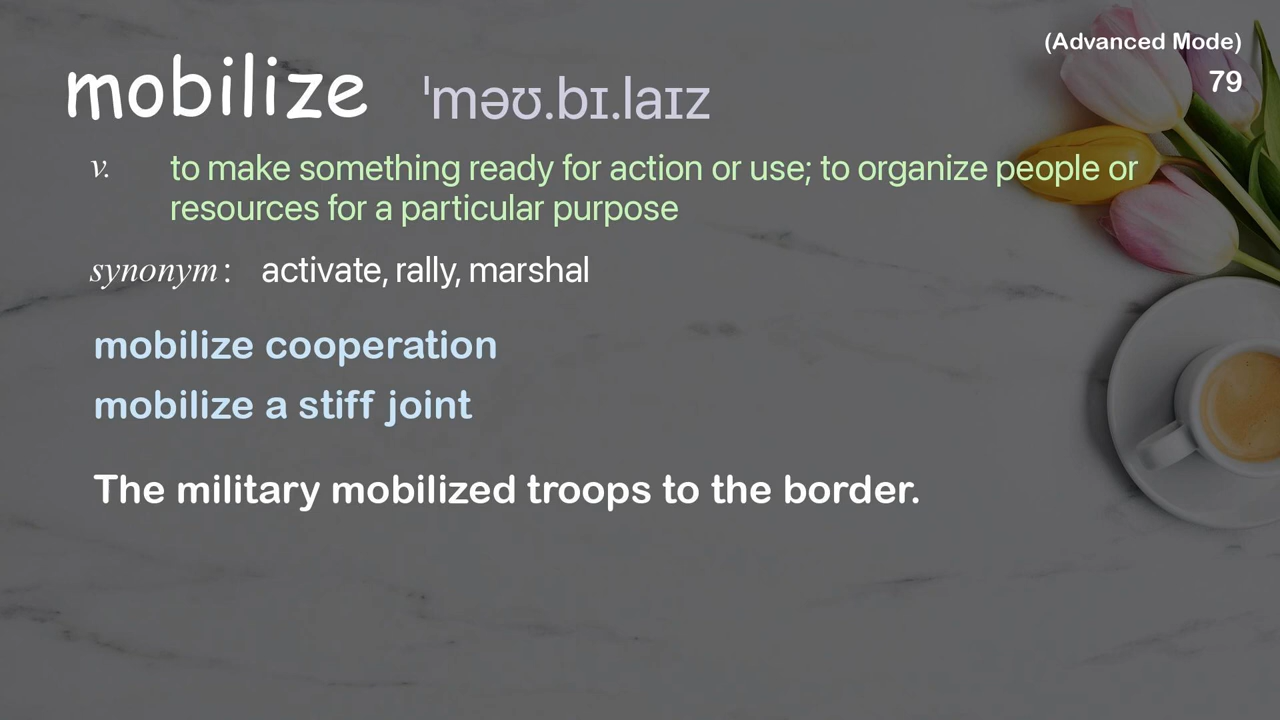 (Advanced Mode)
79
mobilize ˈməʊ.bɪ.laɪz
v. to make something ready for action or use; to organize people or
resources for a particular purpose
synonym: activate, rally, marshal
mobilize cooperation
mobilize a stiff joint
The military mobilized troops to the border.